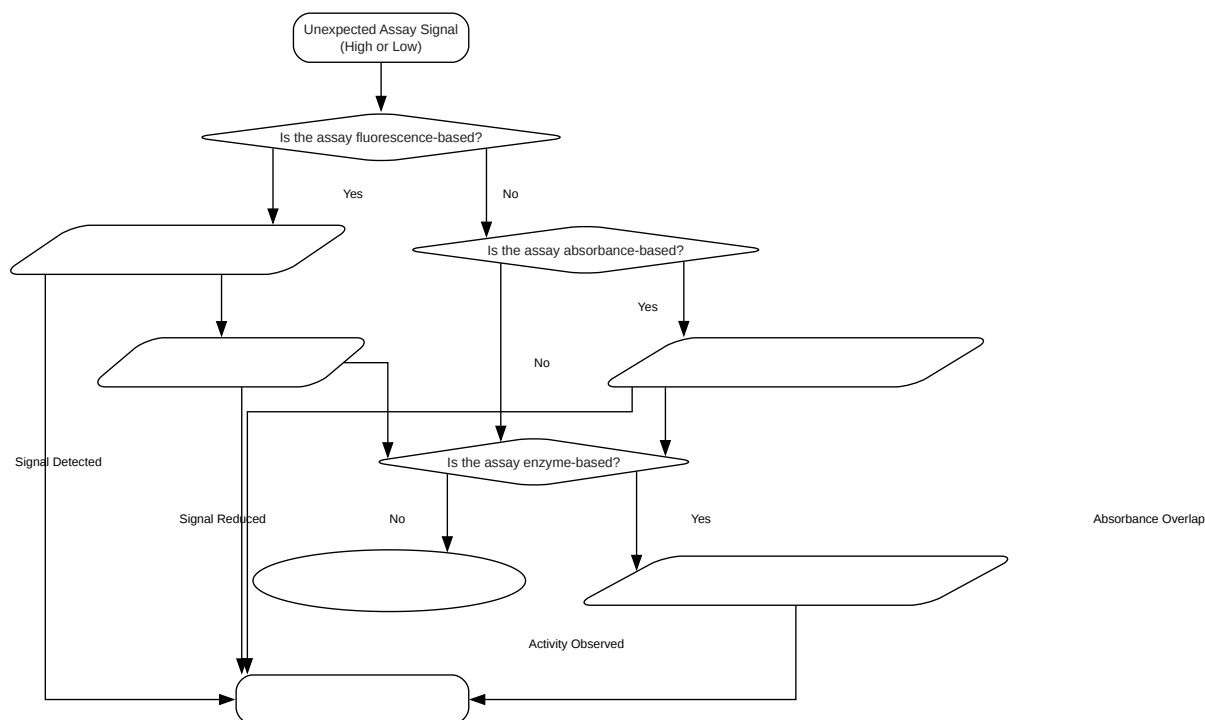 Unexpected Assay Signal
(High or Low)
Is the assay fluorescence-based?
Yes
No
Is the assay absorbance-based?
Yes
No
Signal Detected
Is the assay enzyme-based?
Signal Reduced
No
Yes
Absorbance Overlap
Activity Observed